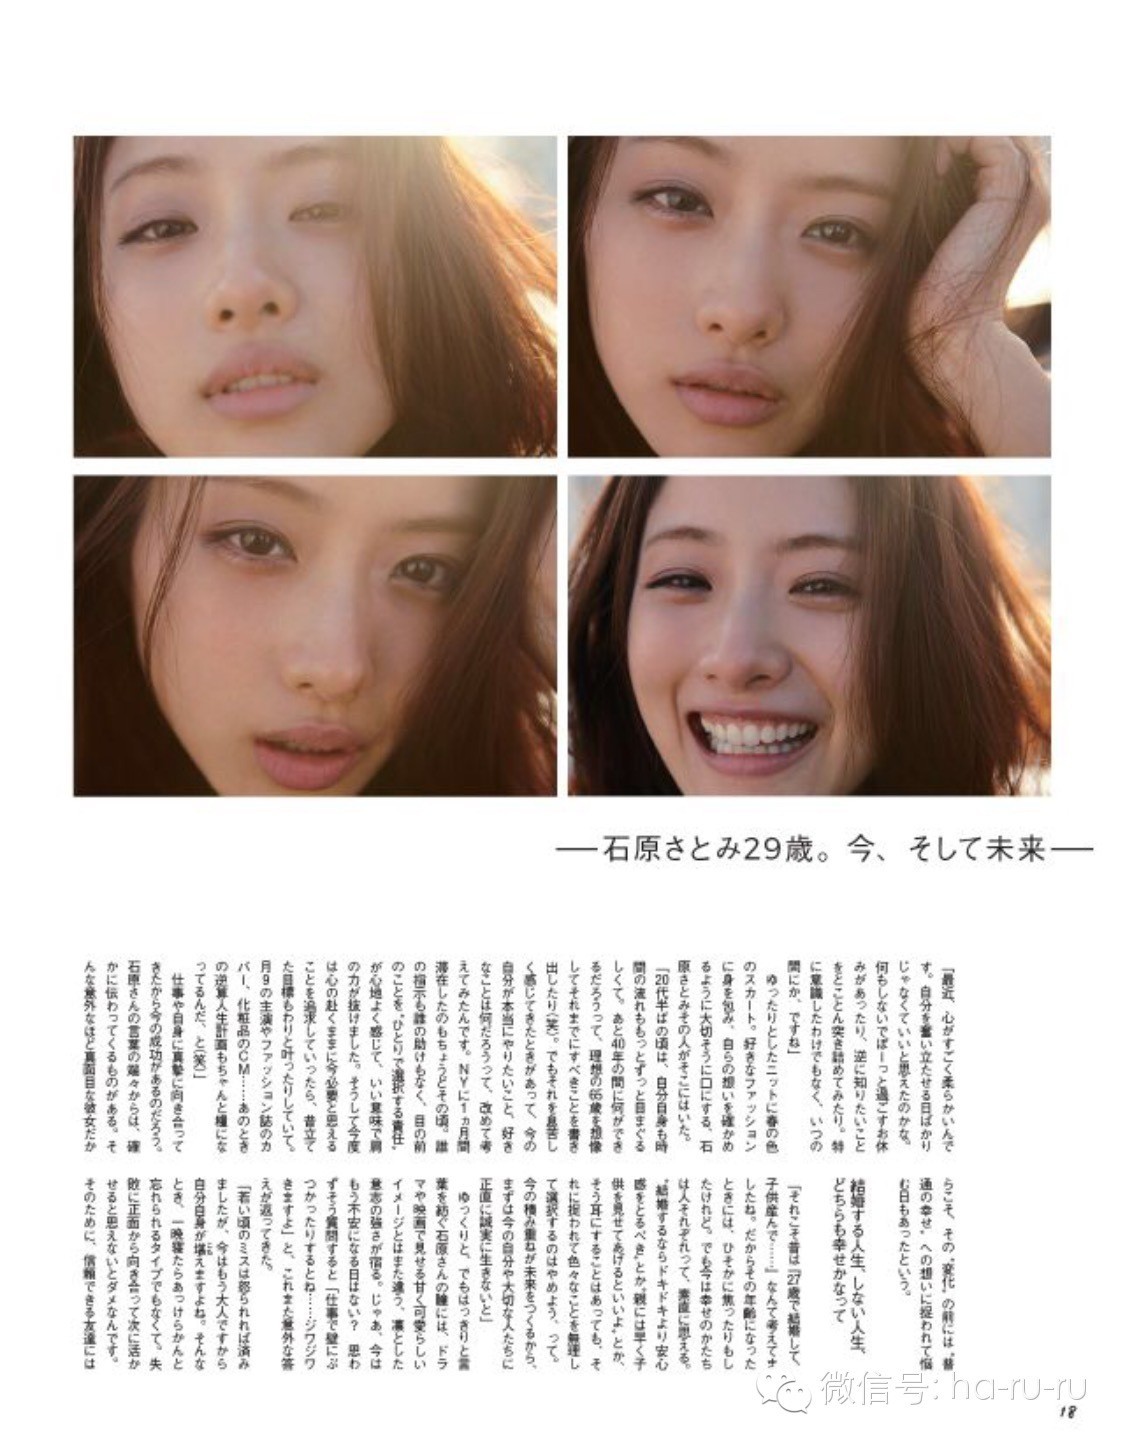 —石原さとみ29歳。今、そして未来—
「最近、心がすごく柔らかいんで
す。自分を奮い立たせる日ばかり
じゃなくていいと思えたのかな。
何もしないでぼーっと過ごすお休
みがあったり、逆に知りたいこと
をとことん突き詰めてみたり。特
に意識したわけでもなく、いつの
間にか、ですね」
ゆったりとしたニットに春の色
のスカート。好きなファッション
に身を包み、自らの想いを確かめ
るように大切そうに口にする、石
原さとみその人がそこにはいた。
「20代半ばの頃は、自分自身も時
間の流れももっとずっと目まぐる
しくて。あと40年の間に何ができ
るだろうって、理想の65歳を想像
してそれまでにすべきことを書き
出したり(笑)。でもそれを息苦し
く感じてきたときがあって、今の
自分が本当にやりたいこと、好き
なことは何だろうって、改めて考
えてみたんです。NYに1ヵ月間
滞在したのもちょうどその頃。誰
の指示も誰の助けもなく、目の前
のことを、“ひとり”で選択する責任、
が心地よく感じて、いい意味で肩
の力が抜けました。そうして今度
は心の赴くままに今必要と思える
ことを追求していったら、昔立て
た目標もわりと叶ったりしていて。
月9の主演やファッション誌のカ
バー、化粧品のCM……あのとき
の逆算人生計画もちゃんと糧にな
ってるんだ、と(笑)」
仕事や自身に真摯に向き合って
きたから今の成功があるのだろう。
石原さんの言葉の端々からは、確
かに伝わってくるものがある。そ
んな意外なほど真面目な彼女だか
らこそ、その“変化”の前には、“普
通の幸せ”への想いに捉われて悩
む日もあったという。
結婚する人生、しない人生、
どちらも幸せかなって
「それこそ昔は『27歳で結婚して、
子供産んで……』なんて考えてま
したね。だからその年齢になった
ときには、ひそかに焦ったりもし
たけれど。でも今は幸せのかたち
は人それぞれって、素直に思える。
“結婚するならドキドキより安心
感をとるべき”とか、“親には早く子
供を見せてあげるといいよ”とか、
そう耳にすることはあっても、そ
れに捉われて色々なことを無理し
て選択するのはやめよう、って。
今の積み重ねが未来をつくるから、
まずは今の自分や大切な人たちに
正直に誠実に生きないと」
ゆっくりと、でもはっきりと言
葉を紡ぐ石原さんの瞳には、ドラ
マや映画で見せる甘く可愛らしい
イメージとはまた違う、凛とした
意志の強さが宿る。じゃあ、今は
もう不安になる日はない？ 思わ
ずそう質問すると「仕事で壁にぶ
つかったりするとね……ジワジワ
きますよ」と、これまた意外な答
えが返ってきた。
「若い頃のミスは怒られれば済み
ましたが、今はもう大人ですから
自分自身が堪えますよね。そんな
とき、一晩寝たらあっけらかんと
忘れられるタイプでもなくて。失
敗に正面から向き合って次に活か
せると思えないとダメなんです。
そのために、信頼できる友達には
微信号: ha-ru-ru
18